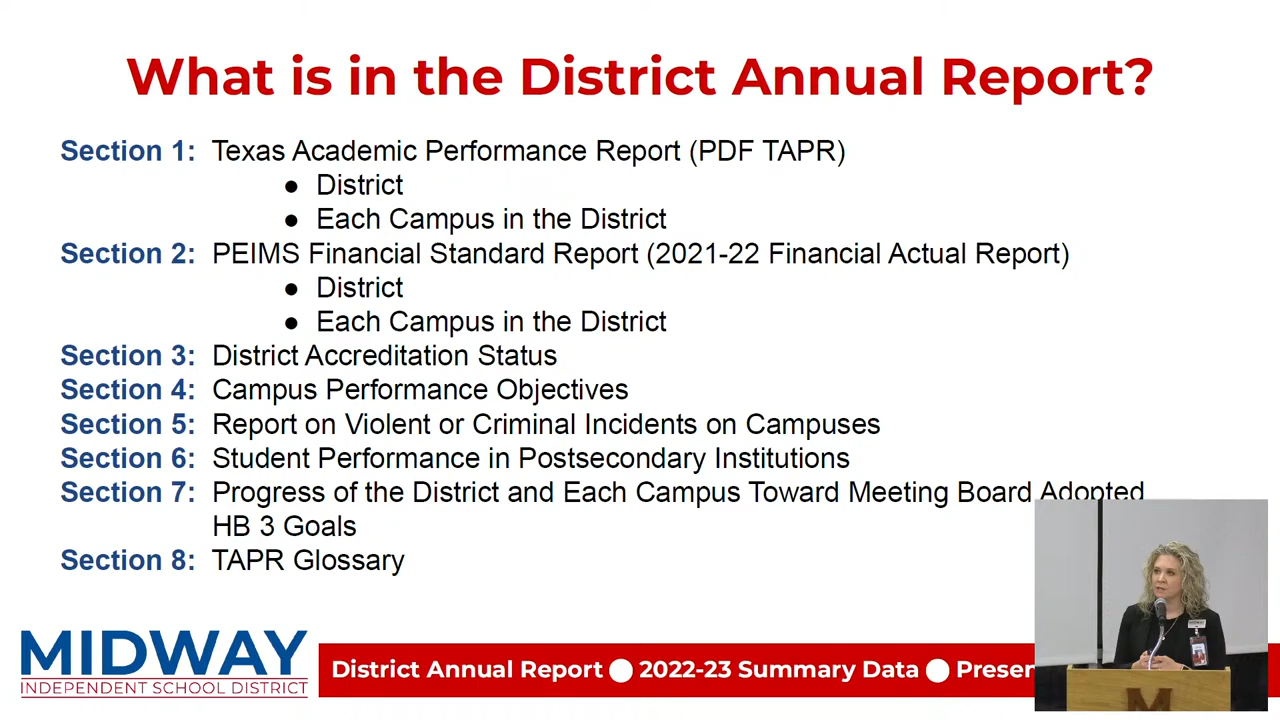 What is in the District Annual Report?
Section 1: Texas Academic Performance Report (PDF TAPR)
● District
● Each Campus in the District
Section 2: PEIMS Financial Standard Report (2021-22 Financial Actual Report)
● District
● Each Campus in the District
Section 3: District Accreditation Status
Section 4: Campus Performance Objectives
Section 5: Report on Violent or Criminal Incidents on Campuses
Section 6: Student Performance in Postsecondary Institutions
Section 7: Progress of the District and Each Campus Toward Meeting Board Adopted
HB 3 Goals
Section 8: TAPR Glossary
MIDWAY
INDEPENDENT SCHOOL DISTRICT
District Annual Report ● 2022-23 Summary Data ● Presen
M